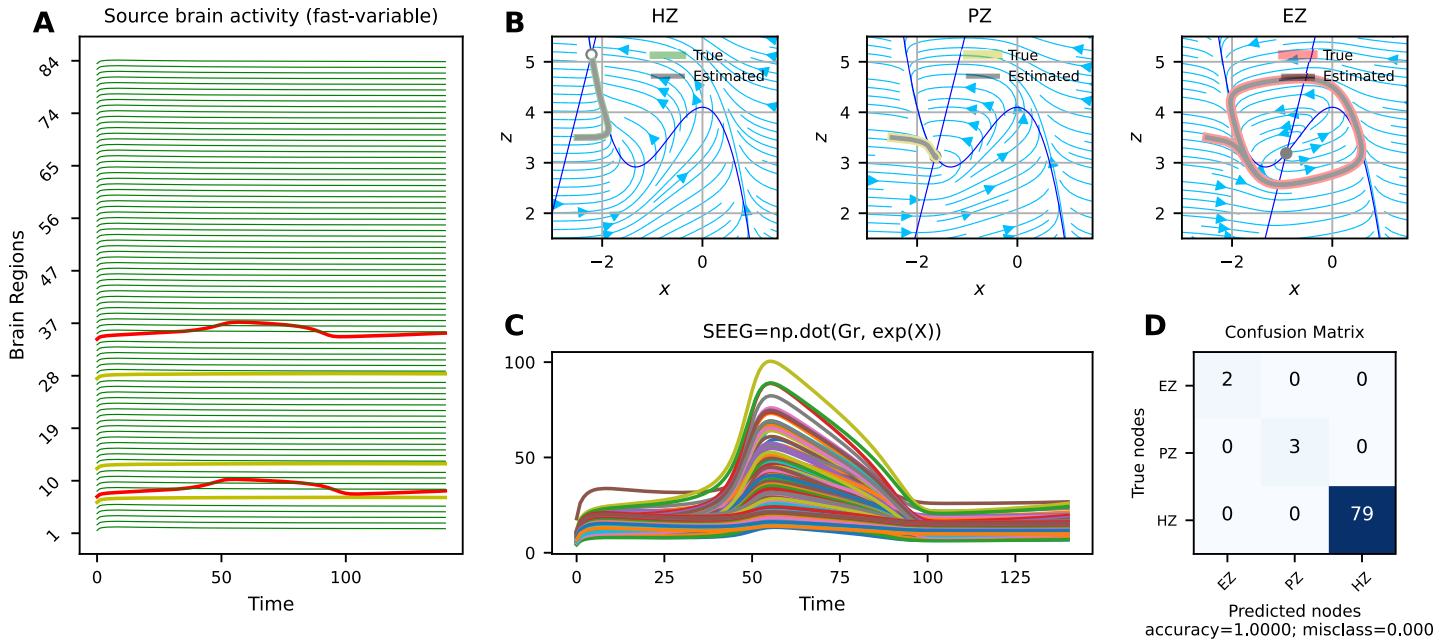 A
Source brain activity (fast-variable)
Brain Regions
84
74
65
56
47
37
28
19
10
1
0
50
100
Time
B
HZ
True
Estimated
z
5
4
3
2
−2
0
x
PZ
True
Estimated
z
5
4
3
2
−2
0
x
EZ
True
Estimated
z
5
4
3
2
−2
0
x
C
SEEG=np.dot(Gr, exp(X))
100
50
0
0
25
50
75
100
125
Time
D
Confusion Matrix
True nodes
EZ
2
0
0
PZ
0
3
0
HZ
0
0
79
EZ
PZ
HZ
Predicted nodes
accuracy=1.0000; misclass=0.000